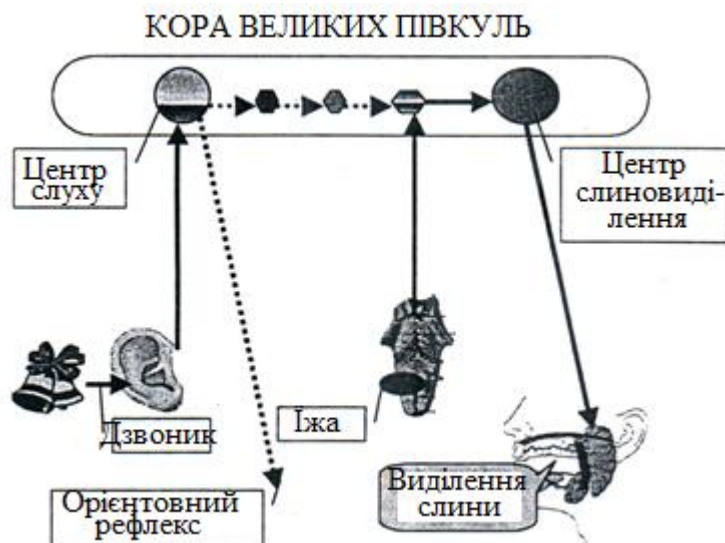 КОРА ВЕЛИКИХ ПІВКУЛЬ
Центр
слуху
Центр
слиновиді-
лення
Дзвоник
Їжа
Орієнтовний
рефлекс
Виділення
слини